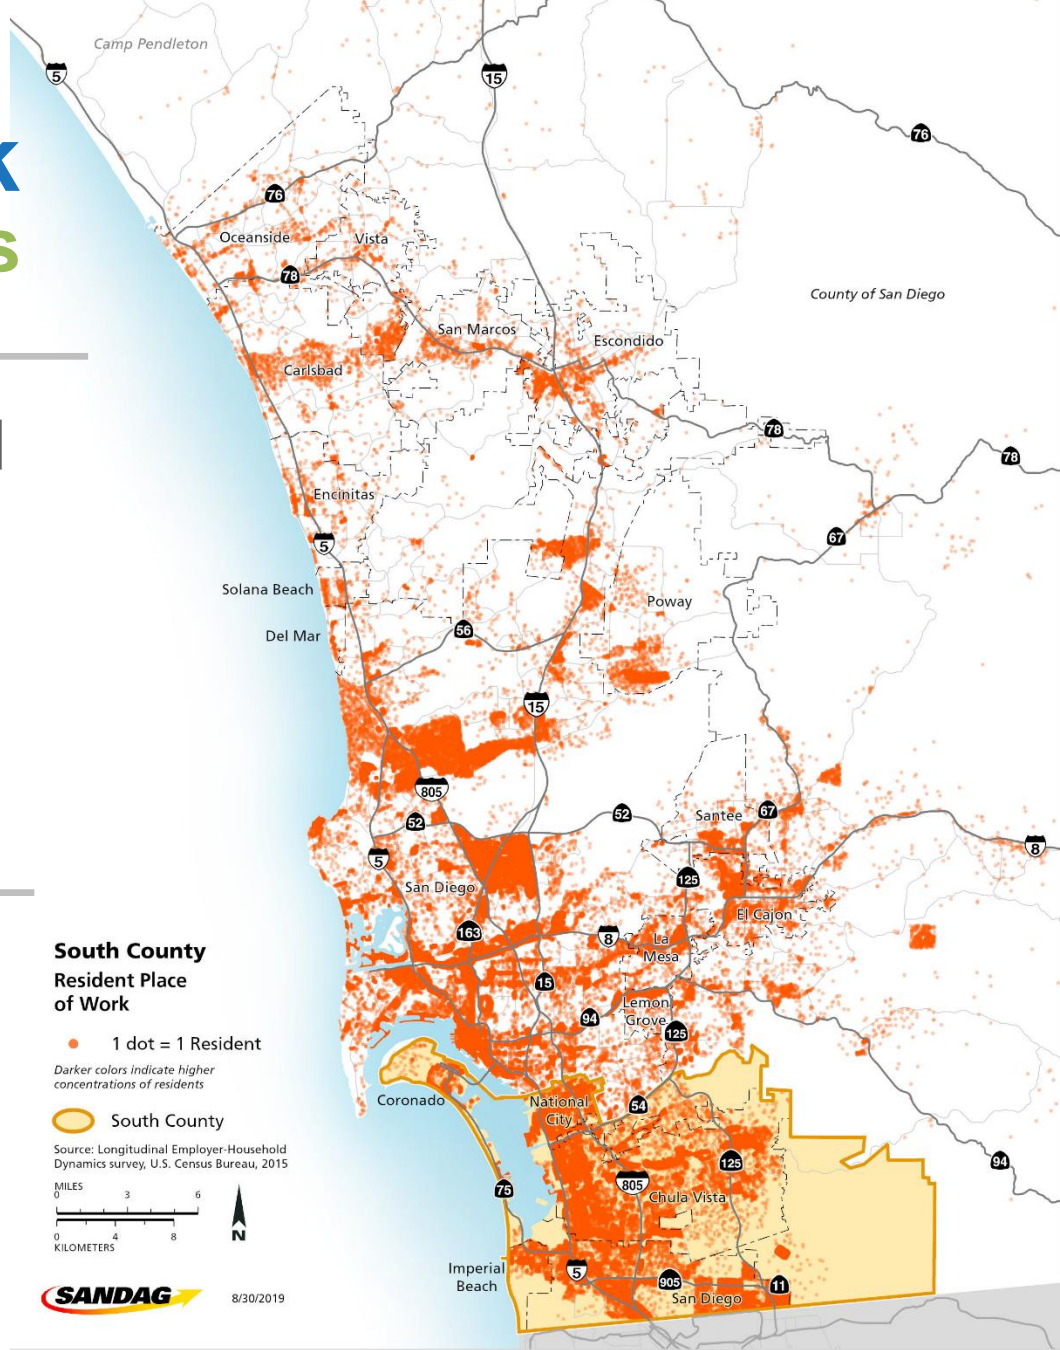 Camp Pendleton
5
15
76
k
76
s
Oceanside
Vista
78
County of San Diego
San Marcos
Escondido
Carlsbad
78
78
Encinitas
67
5
Solana Beach
Poway
56
Del Mar
15
805
52
52
Santee
67
5
8
125
San Diego
El Cajon
163
8
La
Mesa
15
94
Lemon
Grove
125
South County
Resident Place
of Work
1 dot = 1 Resident
Darker colors indicate higher
concentrations of residents
South County
Source: Longitudinal Employer-Household
Dynamics survey, U.S. Census Bureau, 2015
MILES
0 3 6
0 4 8
KILOMETERS
N
SANDAG
8/30/2019
Coronado
National
City
54
125
94
75
805
Chula Vista
Imperial
Beach
5
905
11
San Diego